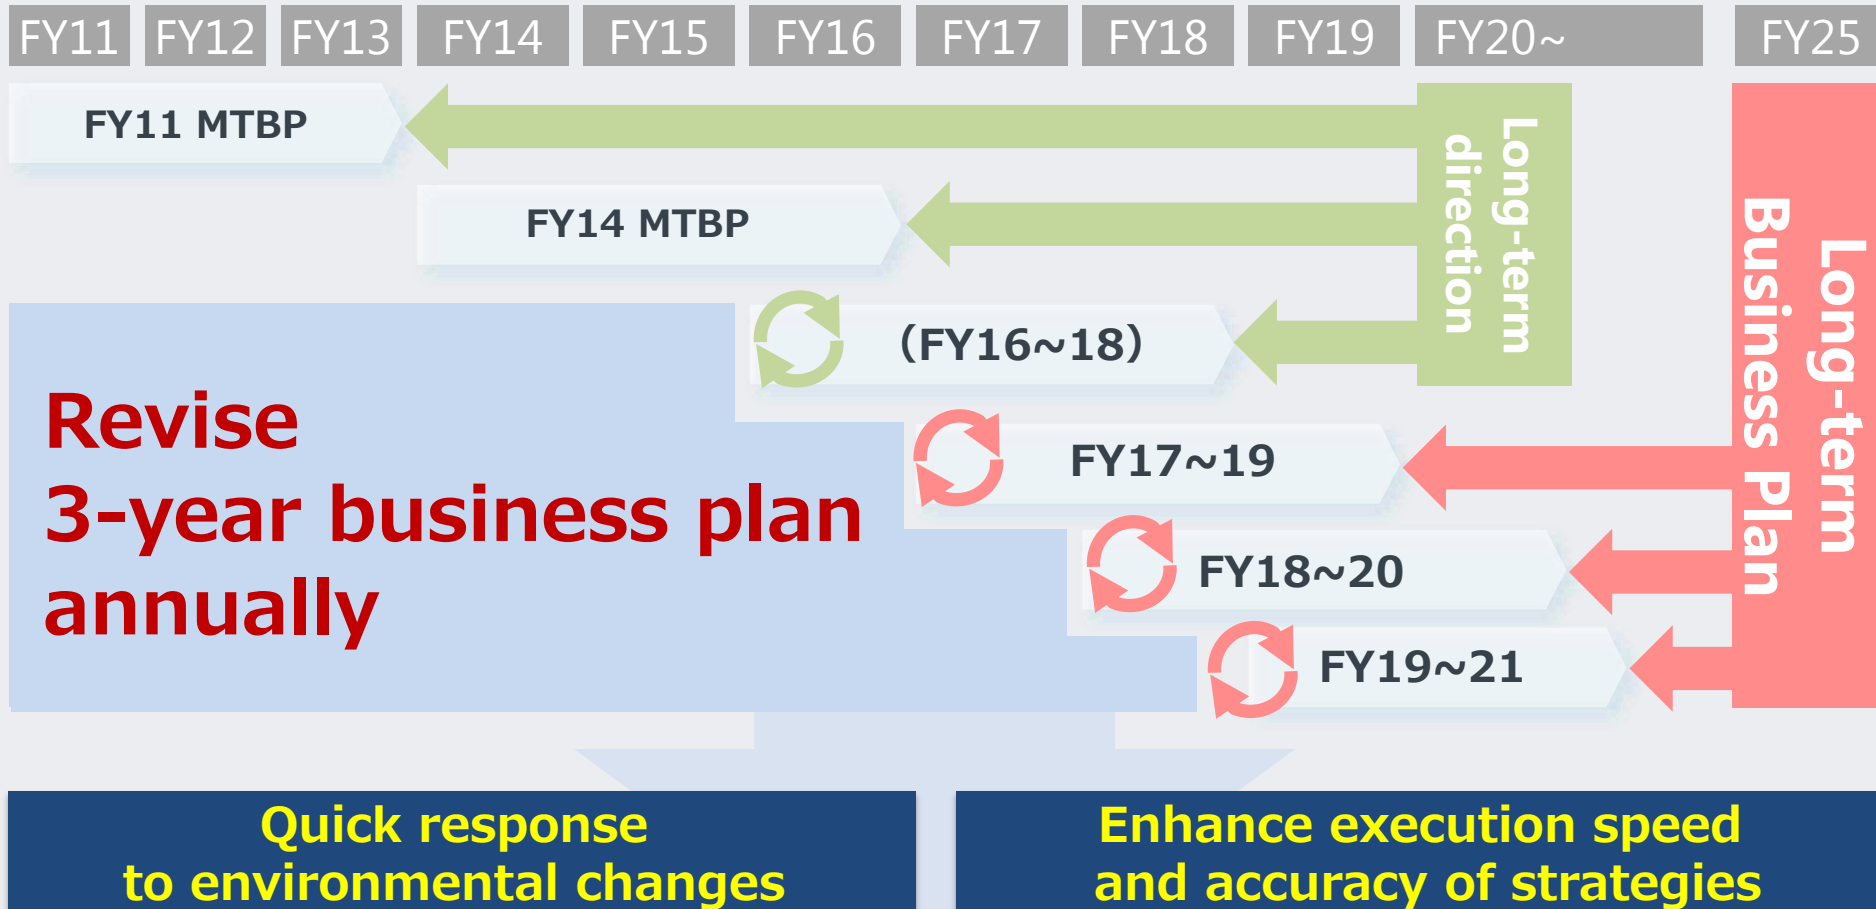 FY11 FY12 FY13 FY14 FY15 FY16 FY17 FY18 FY19 FY20~ FY25
FY11 MTBP
FY14 MTBP
(FY16~18)
FY17~19
FY18~20
FY19~21
Long-term
direction
Long-term
Business Plan
Revise
3-year business plan
annually
Quick response
to environmental changes
Enhance execution speed
and accuracy of strategies